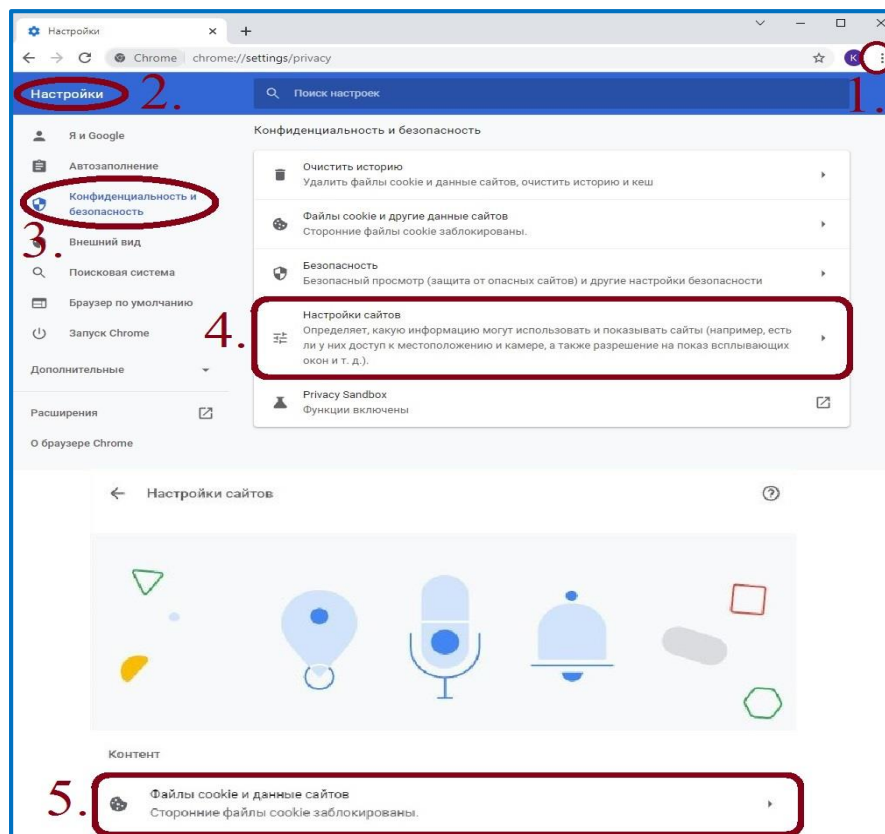 Настройки
Chrome chrome://settings/privacy
K
1.
Настройки
2.
Поиск настроек
Я и Google
Автозаполнение
Конфиденциальность и
безопасность
3.
Внешний вид
Поисковая система
Браузер по умолчанию
Запуск Chrome
Дополнительные
Расширения
О браузере Chrome
Конфиденциальность и безопасность
Очистить историю
Удалить файлы cookie и данные сайтов, очистить историю и кеш
Файлы cookie и другие данные сайтов
Сторонние файлы cookie заблокированы.
Безопасность
Безопасный просмотр (защита от опасных сайтов) и другие настройки безопасности
4.
Настройки сайтов
Определяет, какую информацию могут использовать и показывать сайты (например, есть
ли у них доступ к местоположению и камере, а также разрешение на показ всплывающих
окон и т. д.).
Privacy Sandbox
Функции включены
Настройки сайтов
Контент
5.
Файлы cookie и данные сайтов
Сторонние файлы cookie заблокированы.